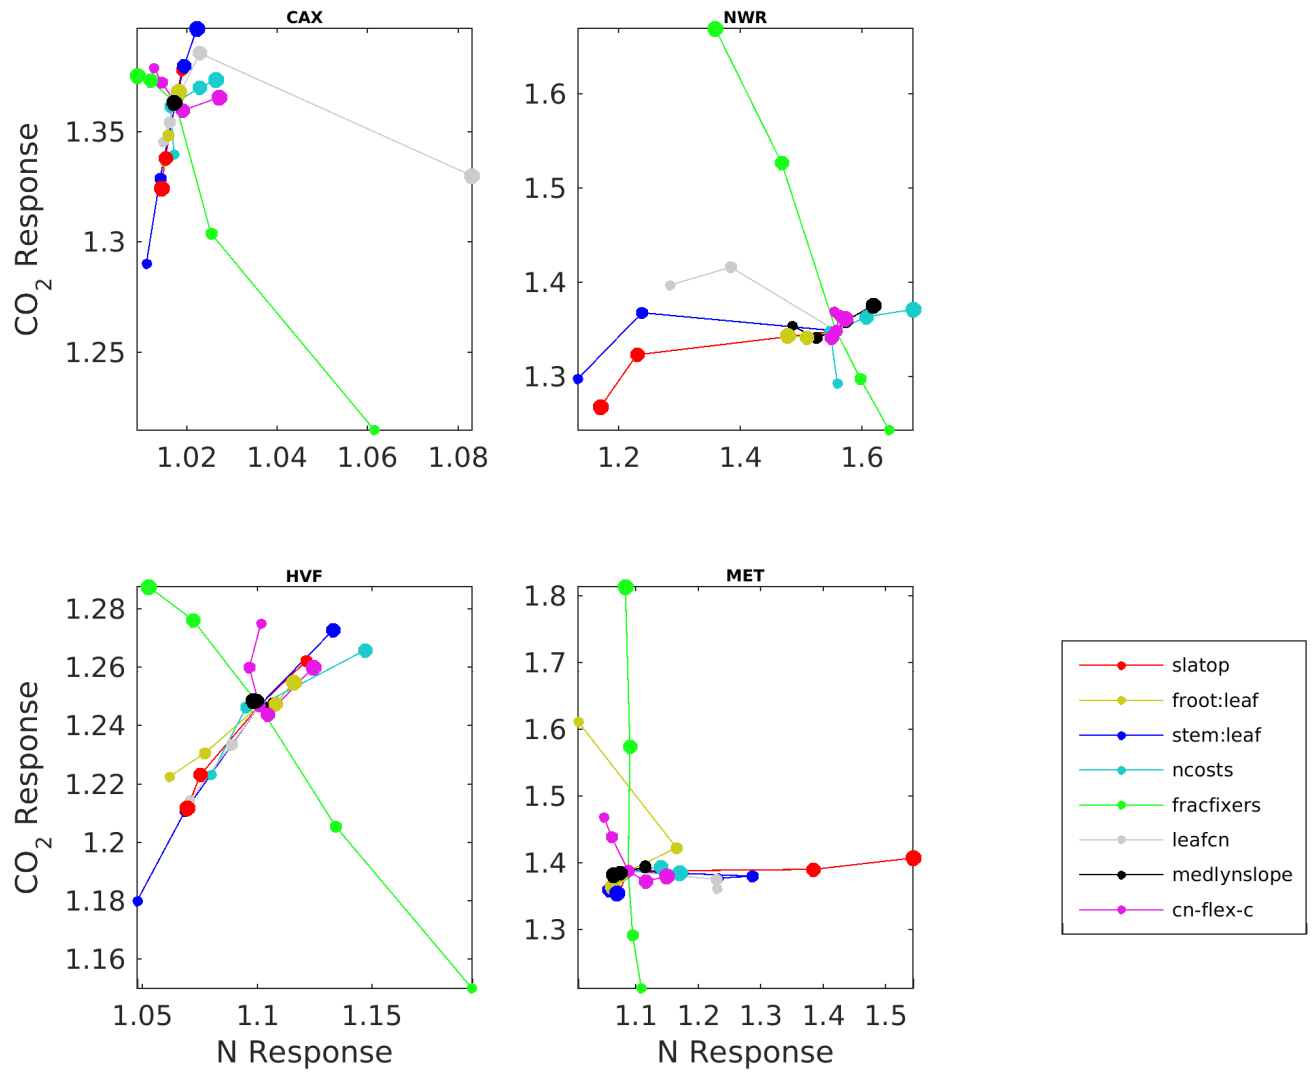 CAX
NWR
CO2 Response
1.35
1.3
1.25
1.02 1.04 1.06 1.08
1.6
1.5
1.4
1.3
1.2 1.4 1.6
HVF
MET
CO2 Response
1.28
1.26
1.24
1.22
1.2
1.18
1.16
1.05 1.1 1.15
N Response
1.8
1.7
1.6
1.5
1.4
1.3
1.1 1.2 1.3 1.4 1.5
N Response
slatop
froot:leaf
stem:leaf
ncosts
fracfixers
leafcn
medlynslope
cn-flex-c